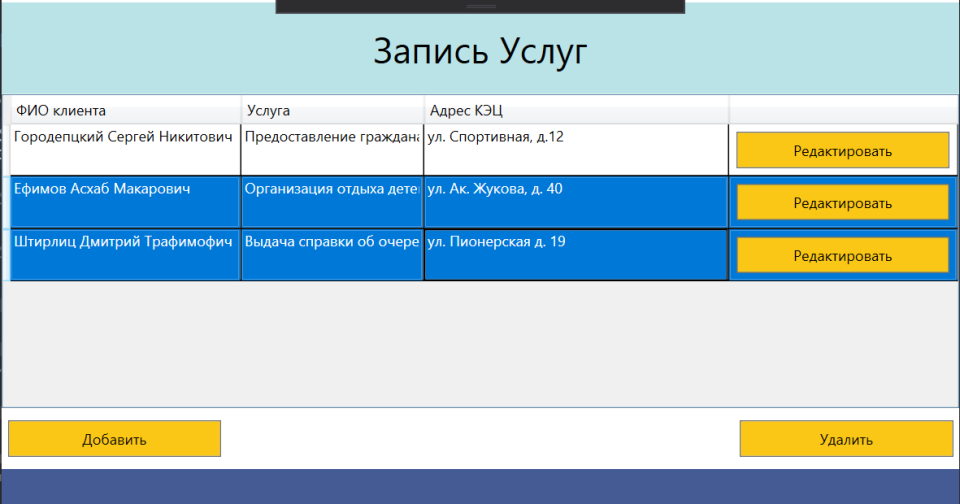 Запись Услуг
ФИО клиента Услуга Адрес КЭЦ
Городепцкий Сергей Никитович Предоставление граждана ул. Спортивная, д.12 Редактировать
Ефимов Асхаб Макарович Организация отдыха дете ул. Ак. Жукова, д. 40 Редактировать
Штирлиц Дмитрий Трафимофич Выдача справки об очере ул. Пионерская д. 19 Редактировать
Добавить Удалить